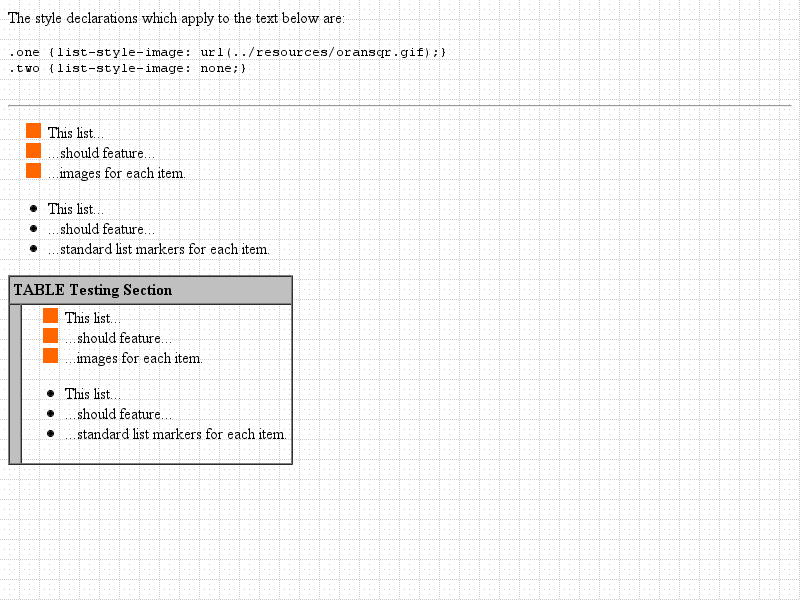 The style declarations which apply to the text below are:
.one {list-style-image: url(../resources/oransqr.gif);}
.two {list-style-image: none;}
This list...
...should feature...
...images for each item.
This list...
...should feature...
...standard list markers for each item.
TABLE Testing Section
This list...
...should feature...
...images for each item.
This list...
...should feature...
...standard list markers for each item.